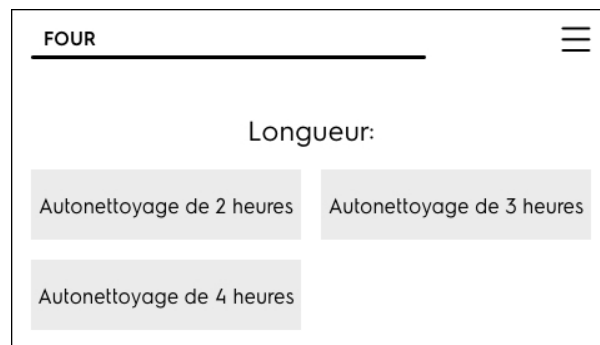 FOUR
Longueur:
Autonettoyage de 2 heures
Autonettoyage de 3 heures
Autonettoyage de 4 heures